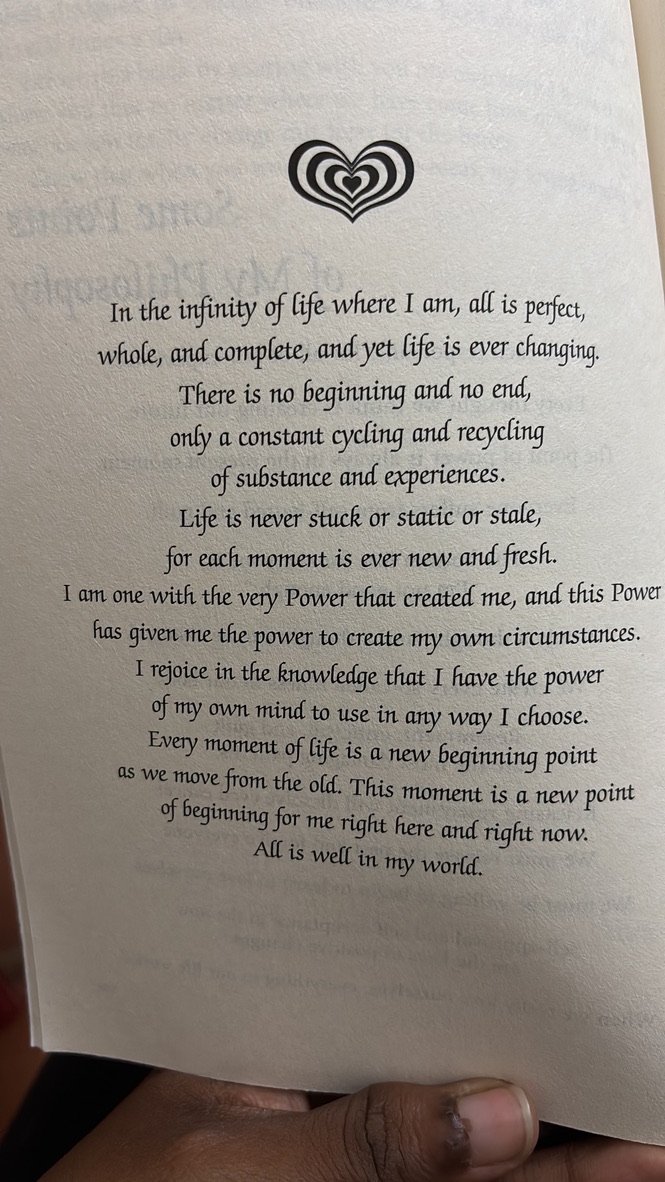 In the infinity of life where I am, all is perfect,
whole, and complete, and yet life is ever changing.
There is no beginning and no end,
only a constant cycling and recycling
of substance and experiences.
Life is never stuck or static or stale,
for each moment is ever new and fresh.
I am one with the very Power that created me, and this Power
has given me the power to create my own circumstances.
I rejoice in the knowledge that I have the power
of my own mind to use in any way I choose.
Every moment of life is a new beginning point
as we move from the old. This moment is a new point
of beginning for me right here and right now.
All is well in my world.